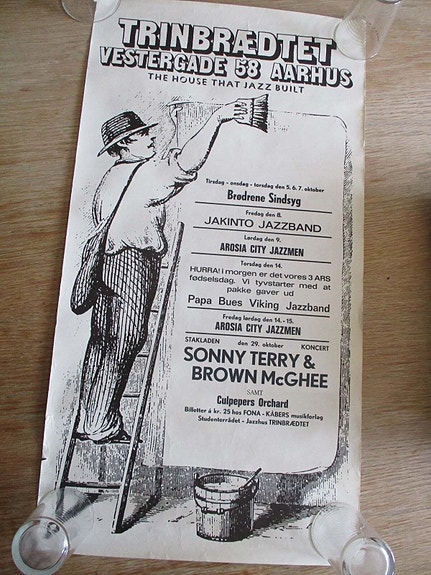 TRINBRÆDTET
VESTERGADE 58 AARHUS
THE HOUSE THAT JAZZ BUILT
Tirsdag - onsdag - torsdag den 5. 6. 7. oktober
Brødrene Sindsyg
Fredag den 8.
JAKINTO JAZZBAND
Lørdag den 9.
AROSIA CITY JAZZMEN
Torsdag den 14.
HURRA! I morgen er det vores 3 ARS
fødselsdag. Vi tyvstarter med at
pakke gaver ud
Papa Bues Viking Jazzband
Fredag lørdag den 14. - 15.
AROSIA CITY JAZZMEN
STAKLADEN den 29. oktober KONCERT
SONNY TERRY &
BROWN McGHEE
SAMT
Culpepers Orchard
Billetter á kr. 25 hos FONA - KÅBERS musikforlag
Studenterrådet - Jazzhus TRINBRÆDTET